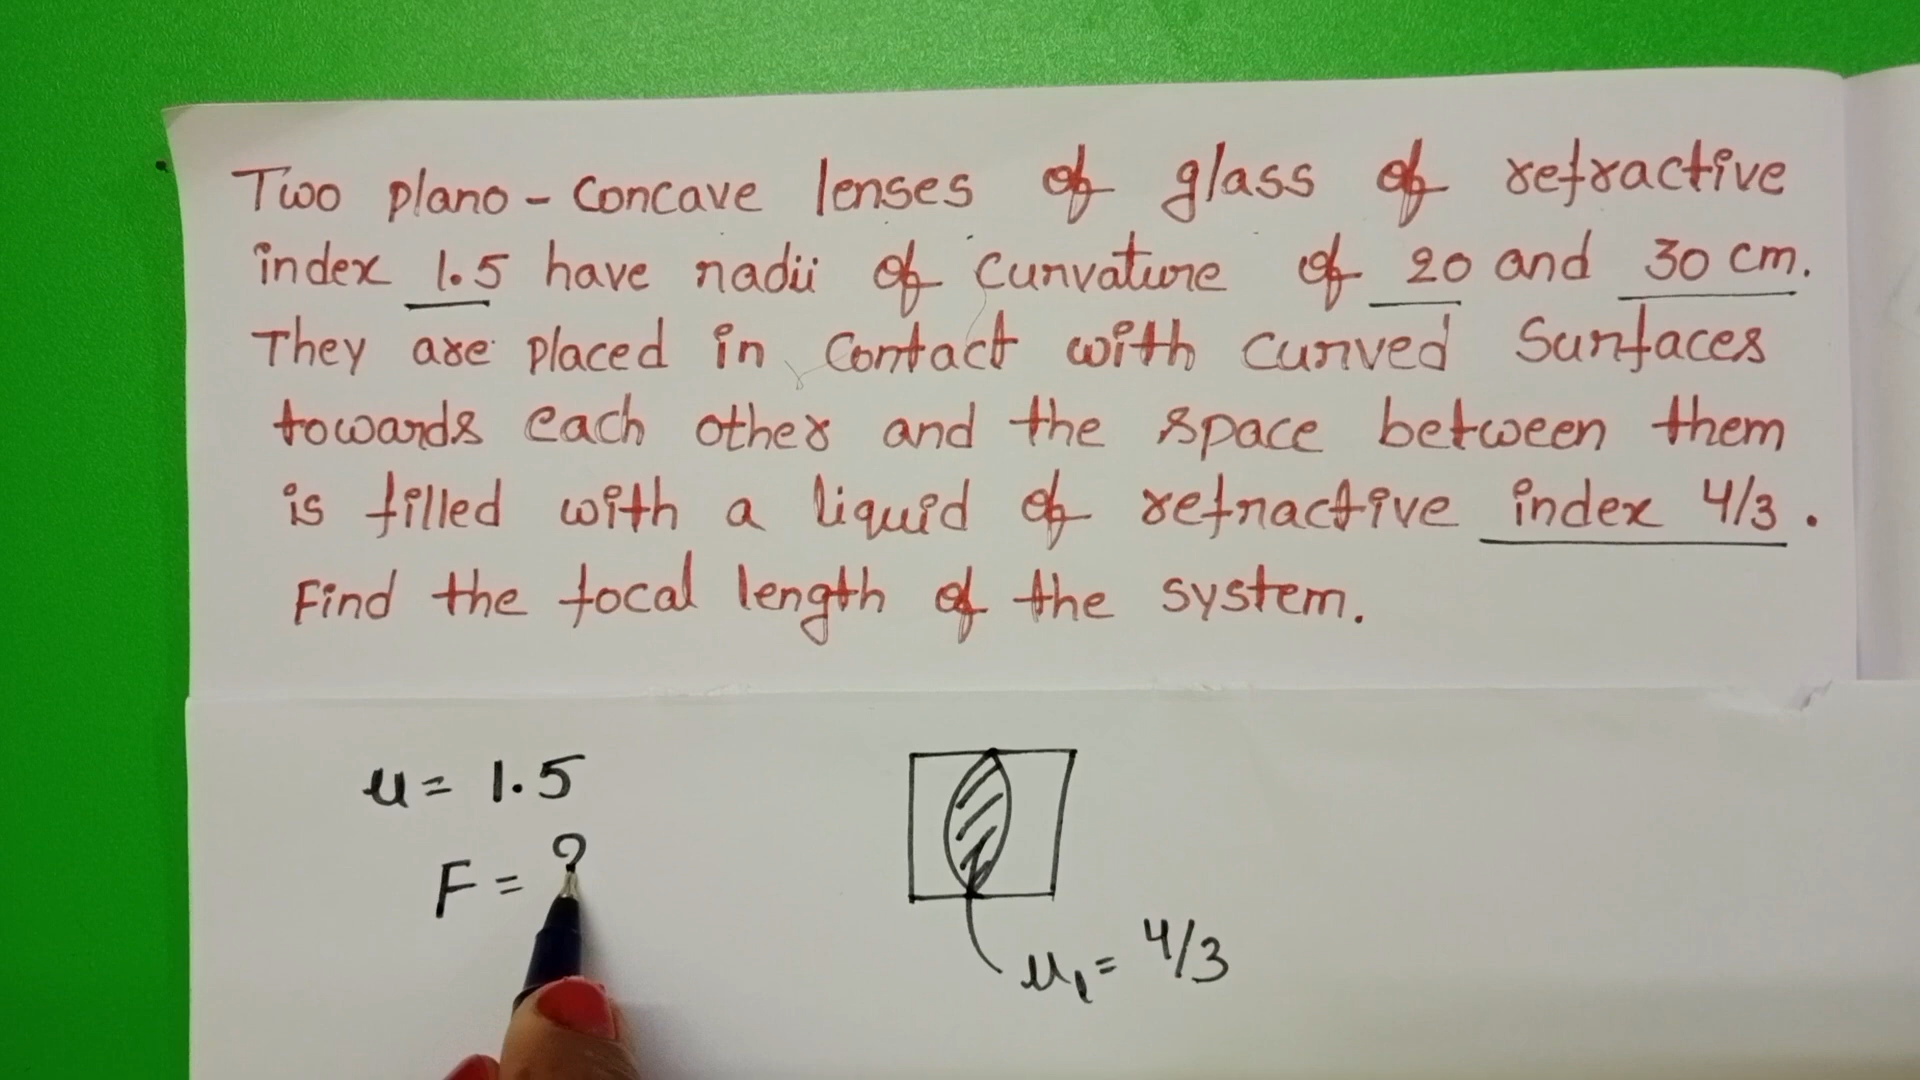 Two plano-concave lenses of glass of refractive
index 1.5 have radii of curvature of 20 and 30 cm.
They are placed in contact with curved surfaces
towards each other and the space between them
is filled with a liquid of refractive index 4/3.
Find the focal length of the system.
u = 1.5
F = ?
u₁ = 4/3